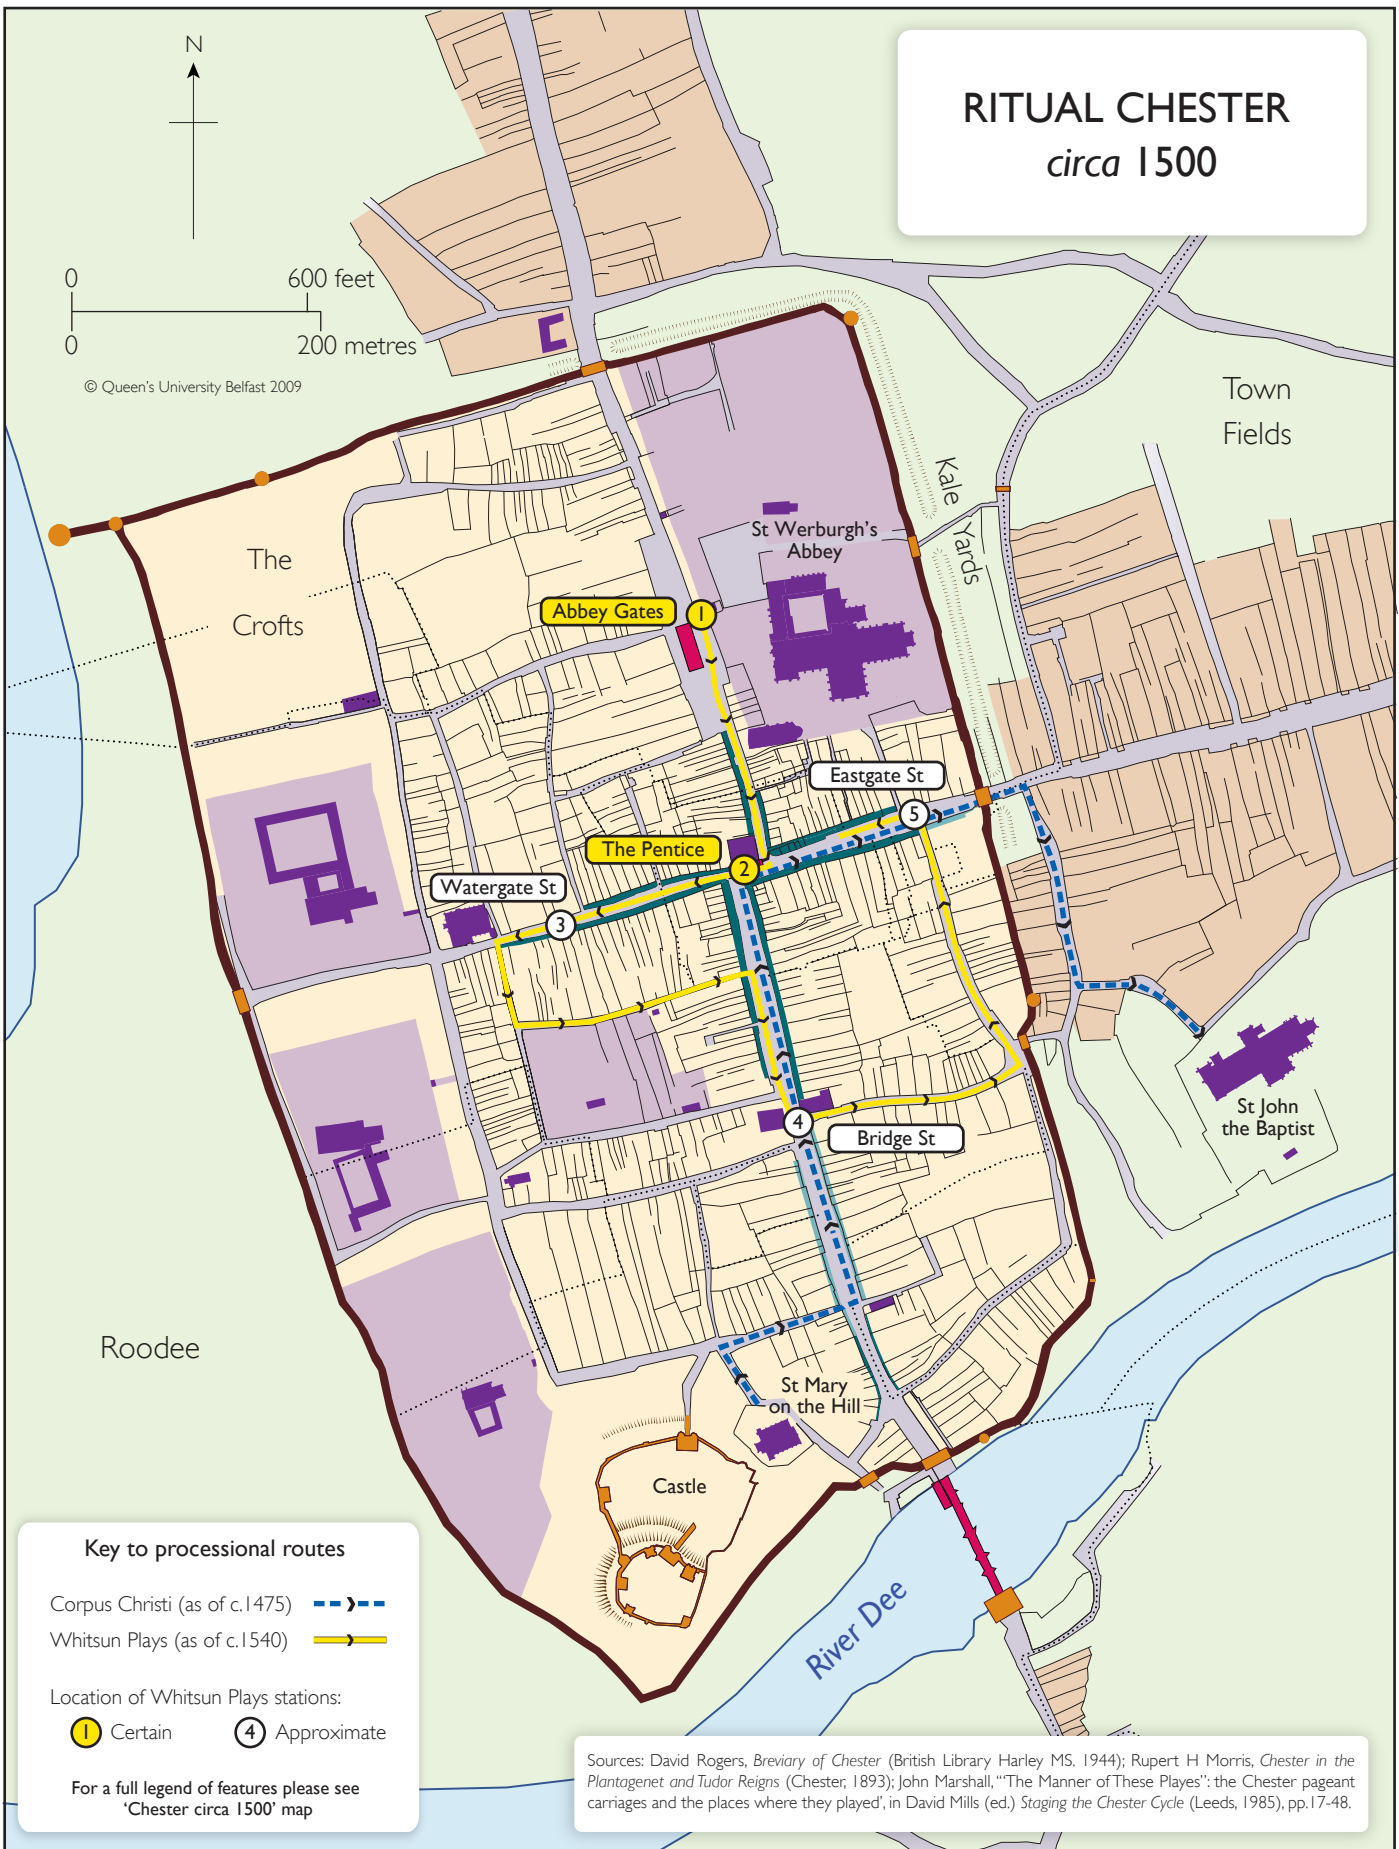 RITUAL CHESTER
circa 1500
N
0
600 feet
0
200 metres
© Queen's University Belfast 2009
Town
Fields
Kale
Yards
St Werburgh's
Abbey
The
Crofts
Abbey Gates
1
Eastgate St
5
The Pentice
2
Watergate St
3
4
Bridge St
St John
the Baptist
Roodee
St Mary
on the Hill
Castle
River Dee
Key to processional routes
Corpus Christi (as of c.1475)
Whitsun Plays (as of c.1540)
Location of Whitsun Plays stations:
1 Certain
4 Approximate
For a full legend of features please see
'Chester circa 1500' map
Sources: David Rogers, Breviary of Chester (British Library Harley MS. 1944); Rupert H Morris, Chester in the
Plantagenet and Tudor Reigns (Chester, 1893); John Marshall, “‘The Manner of These Playes”: the Chester pageant
carriages and the places where they played’, in David Mills (ed.) Staging the Chester Cycle (Leeds, 1985), pp.17-48.